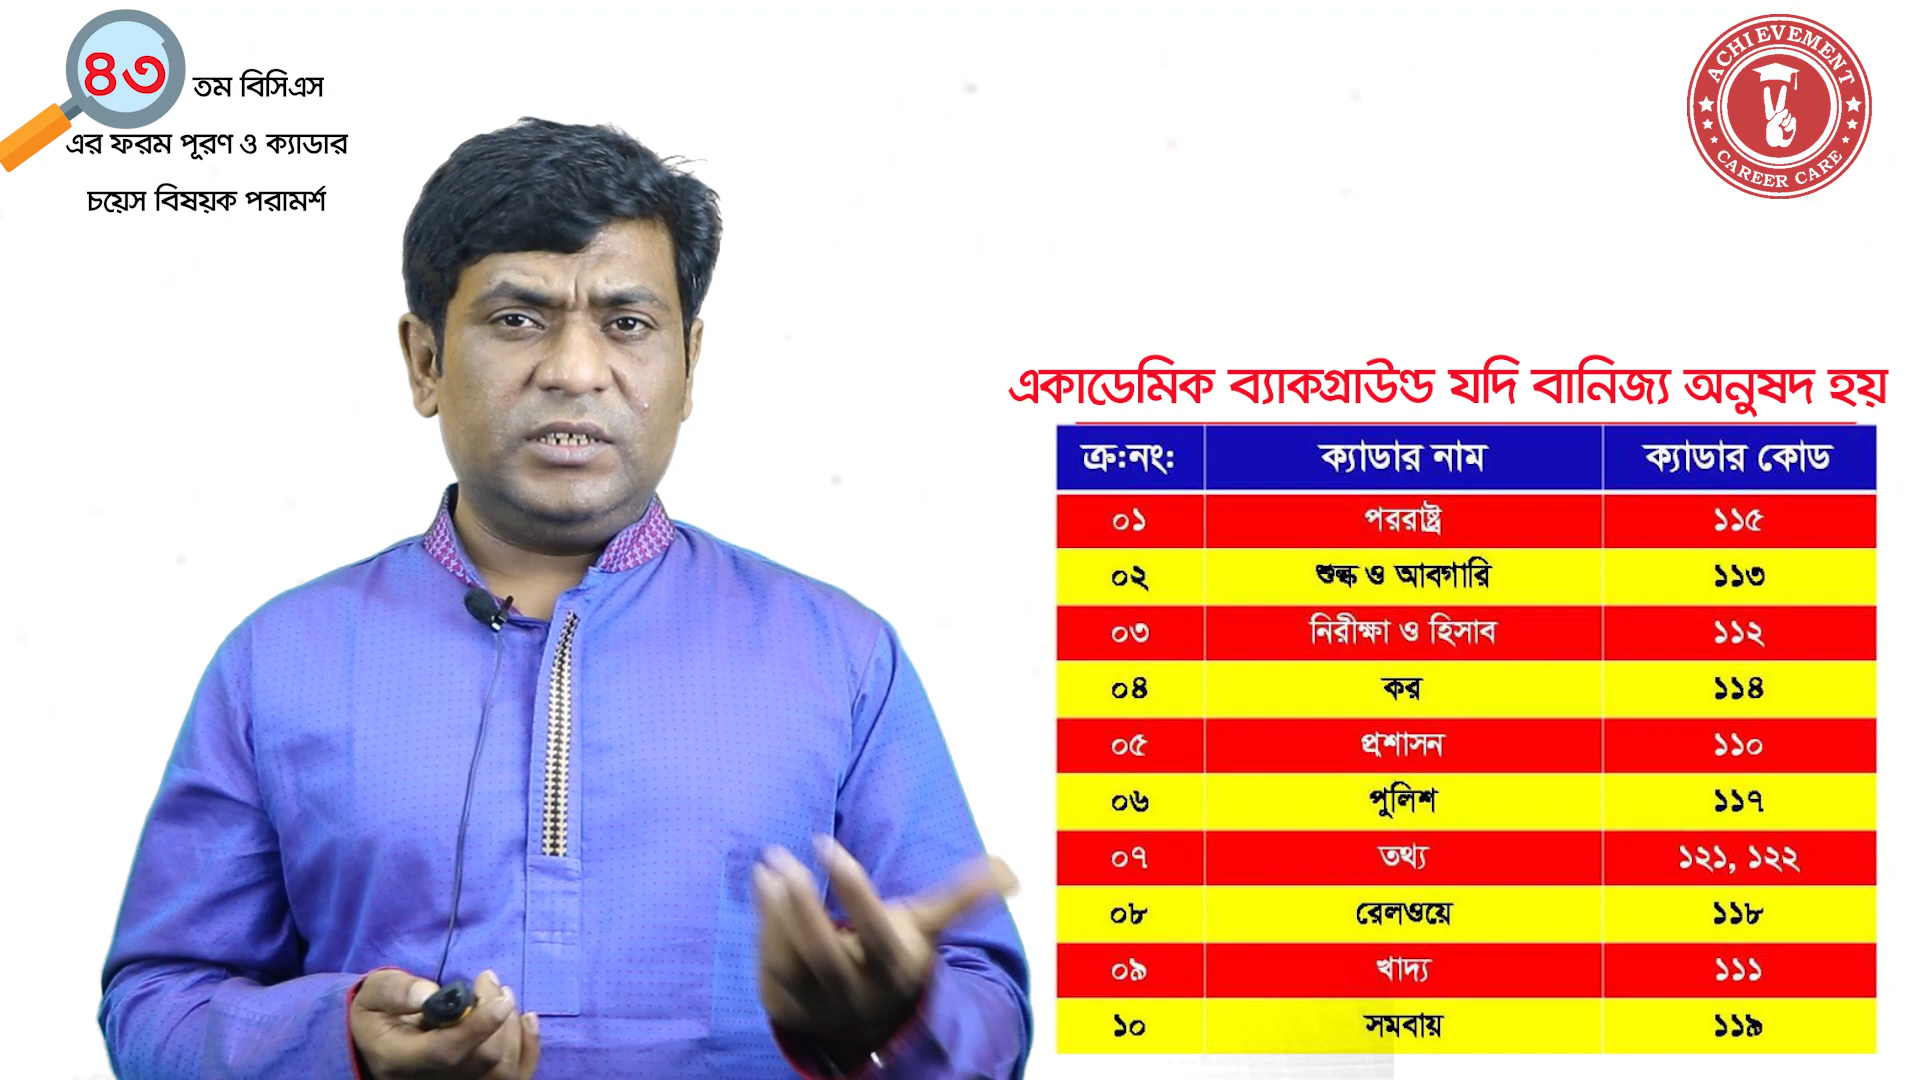 ৪৩ তম বিসিএস
এর ফরম পূরণ ও ক্যাডার
চয়েস বিষয়ক পরামর্শ
ACHIEVEMENT
CAREER CARE
একাডেমিক ব্যাকগ্রাউন্ড যদি বানিজ্য অনুষদ হয়
ক্র:নং: ক্যাডার নাম ক্যাডার কোড
০১ পররাষ্ট্র ১১৫
০২ শুল্ক ও আবগারি ১১৩
০৩ নিরীক্ষা ও হিসাব ১১২
০৪ কর ১১৪
০৫ প্রশাসন ১১০
০৬ পুলিশ ১১৭
০৭ তথ্য ১২১, ১২২
০৮ রেলওয়ে ১১৮
০৯ খাদ্য ১১১
১০ সমবায় ১১৯